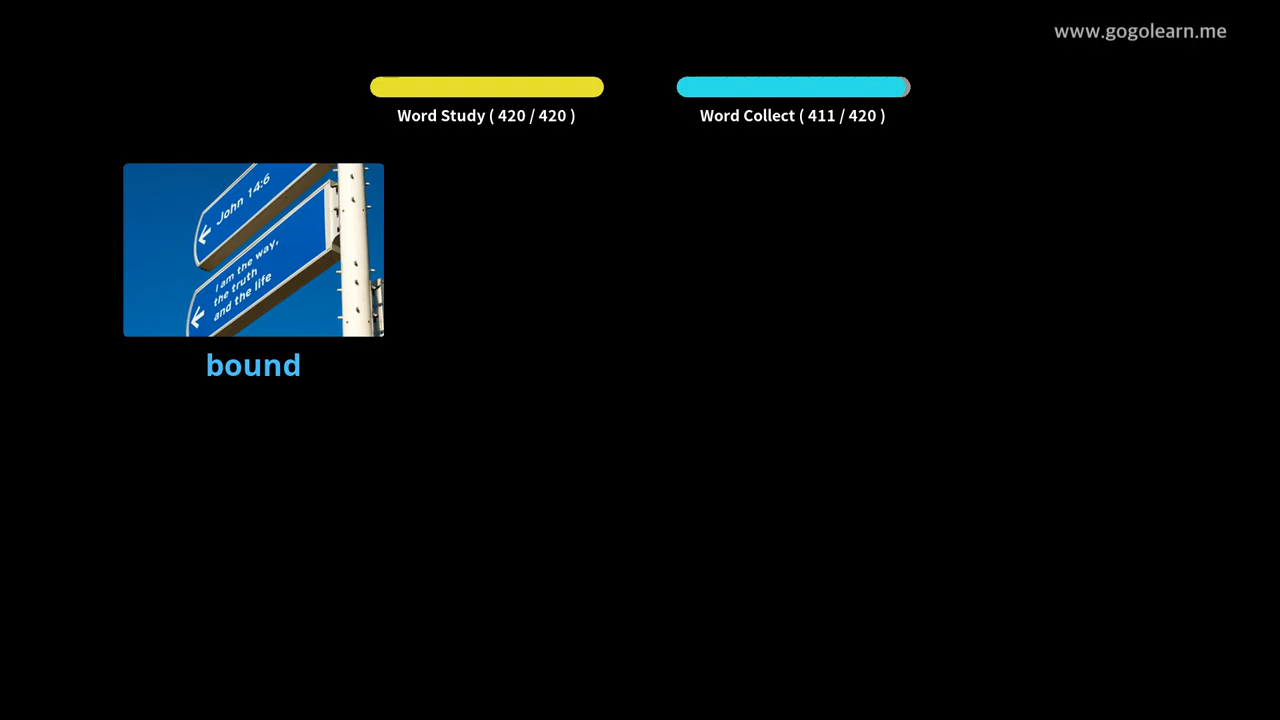 www.gogolearn.me
Word Study ( 420 / 420 )
Word Collect ( 411 / 420 )
John 14:6
I am the way,
the truth
and the life
bound